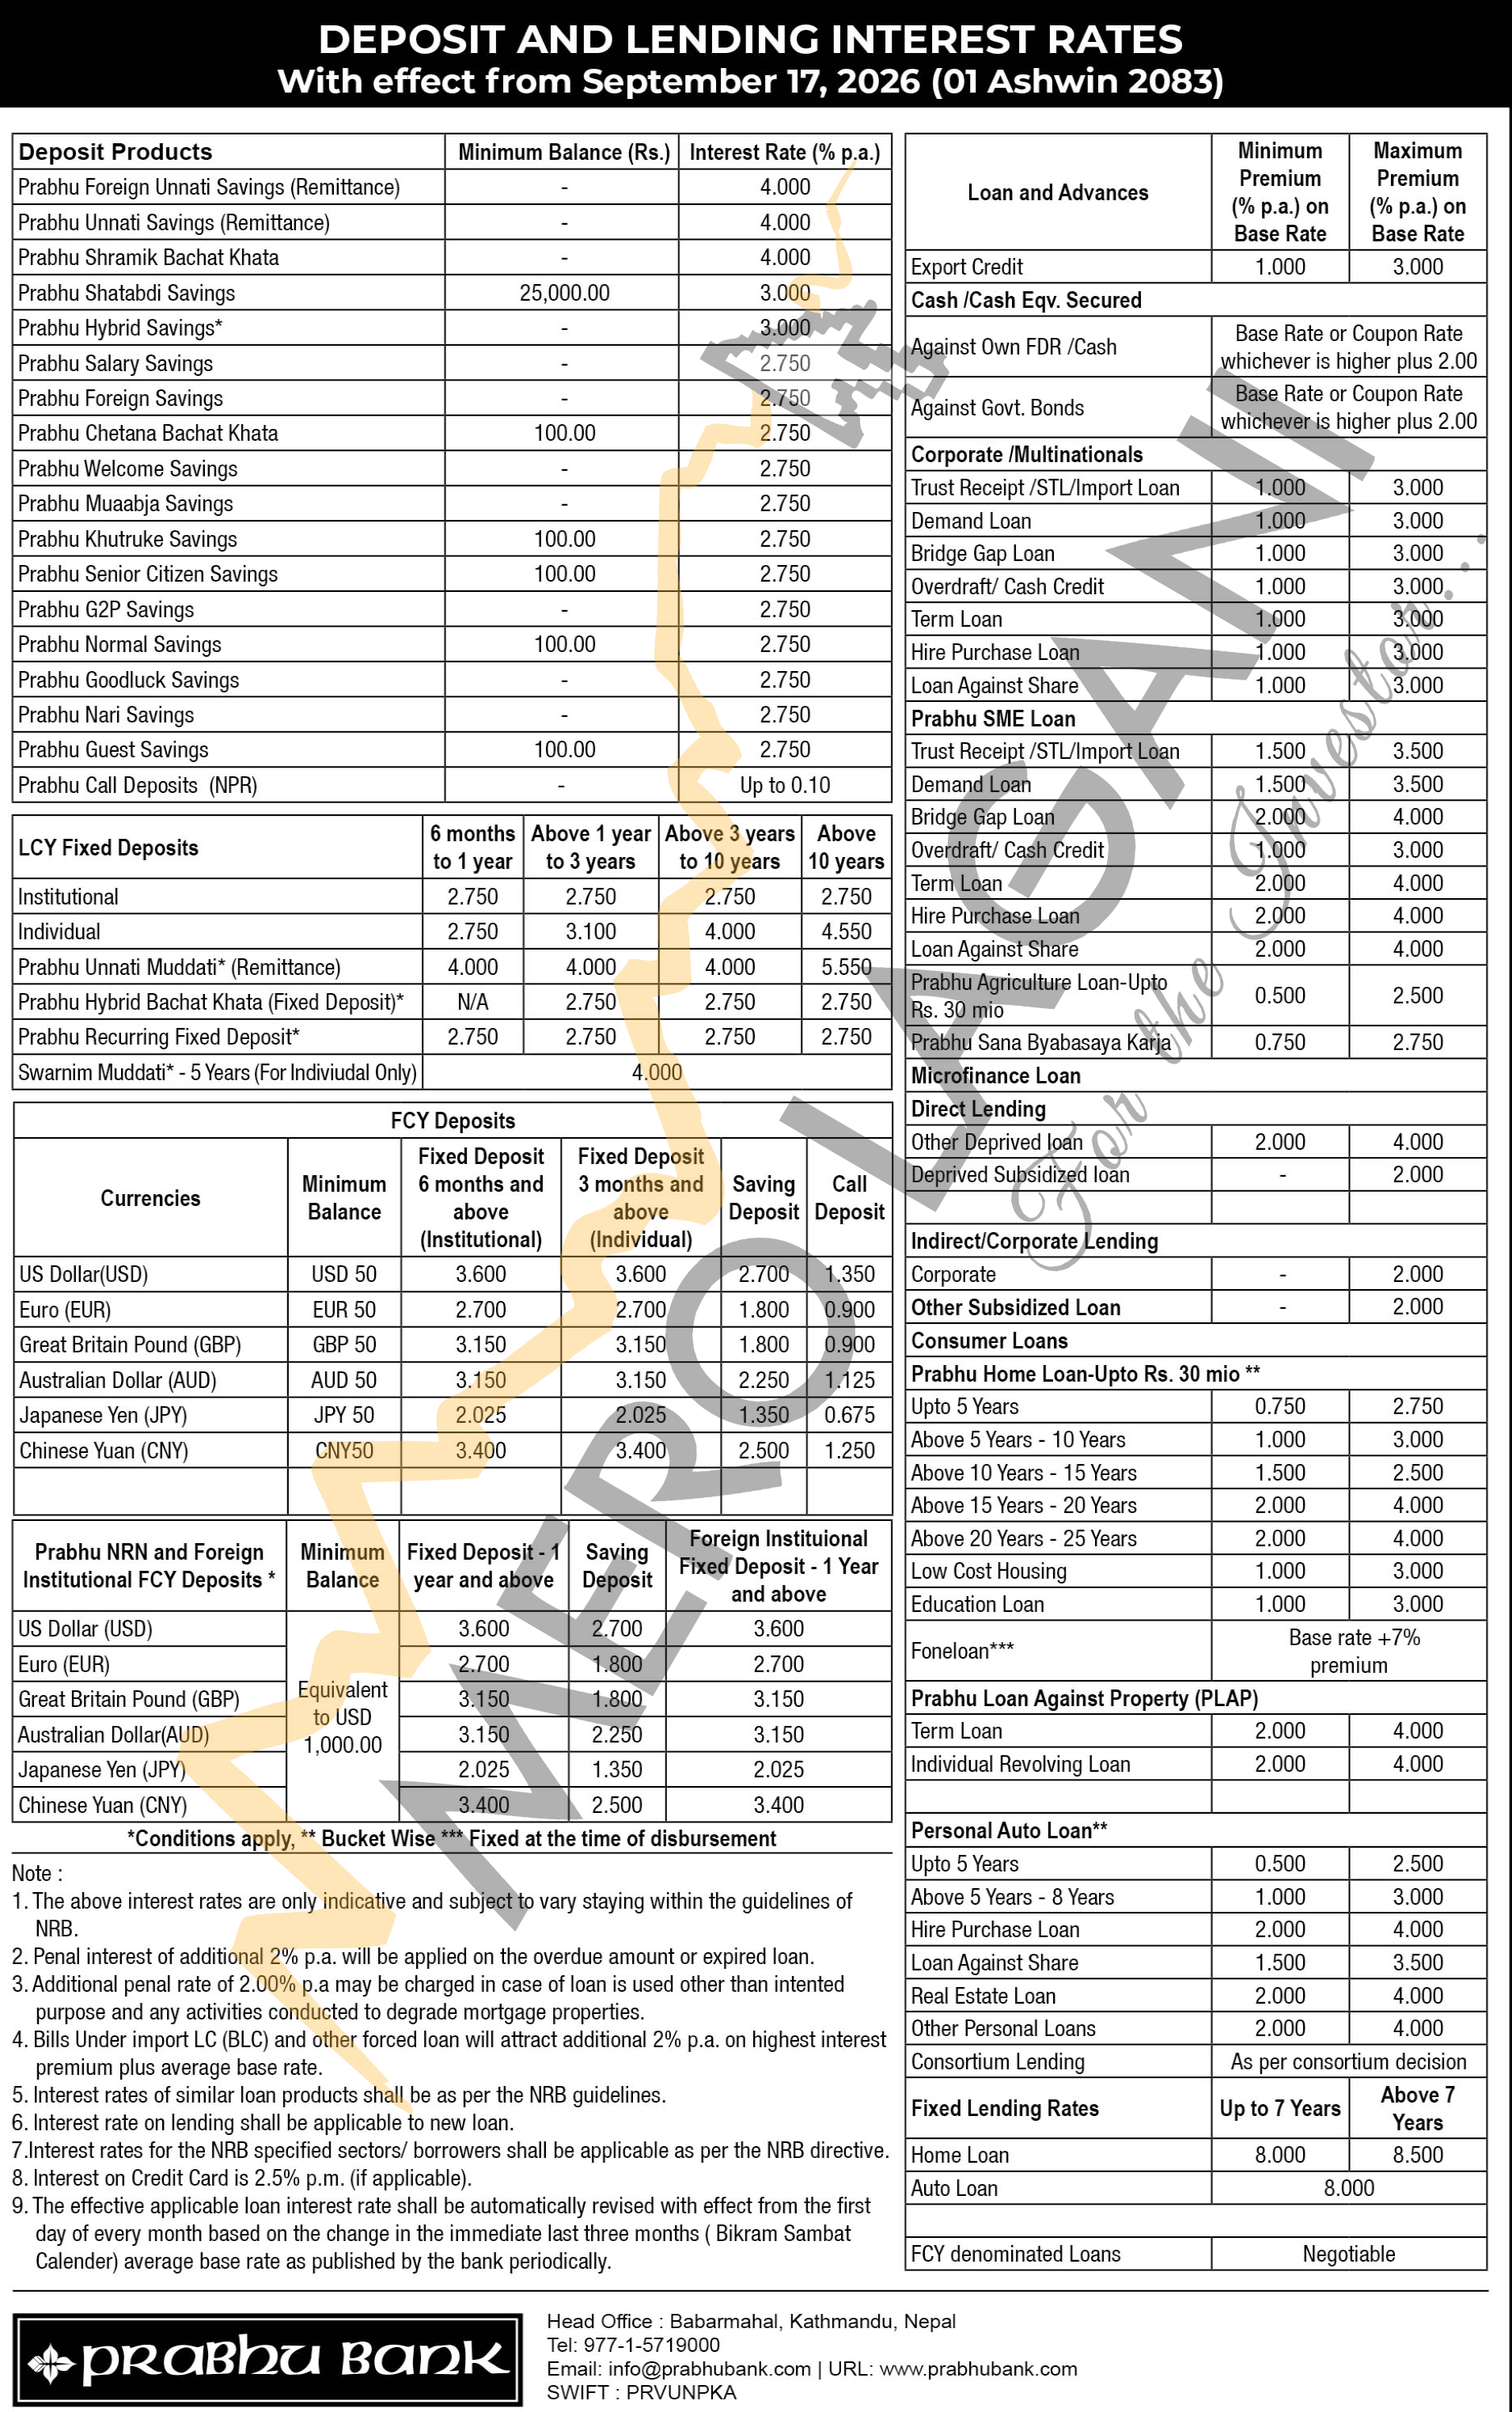 DEPOSIT AND LENDING INTEREST RATES
With effect from September 17, 2026 (01 Ashwin 2083)
Deposit Products Minimum Balance (Rs.) Interest Rate (% p.a.)
Prabhu Foreign Unnati Savings (Remittance) - 4.000
Prabhu Unnati Savings (Remittance) - 4.000
Prabhu Shramik Bachat Khata - 4.000
Prabhu Shatabdi Savings 25,000.00 3.000
Prabhu Hybrid Savings* - 3.000
Prabhu Salary Savings - 2.750
Prabhu Foreign Savings - 2.750
Prabhu Chetana Bachat Khata 100.00 2.750
Prabhu Welcome Savings - 2.750
Prabhu Muaabja Savings - 2.750
Prabhu Khutruke Savings 100.00 2.750
Prabhu Senior Citizen Savings 100.00 2.750
Prabhu G2P Savings - 2.750
Prabhu Normal Savings 100.00 2.750
Prabhu Goodluck Savings - 2.750
Prabhu Nari Savings - 2.750
Prabhu Guest Savings 100.00 2.750
Prabhu Call Deposits (NPR) - Up to 0.10
LCY Fixed Deposits 6 months to 1 year Above 1 year to 3 years Above 3 years to 10 years Above 10 years
Institutional 2.750 2.750 2.750 2.750
Individual 2.750 3.100 4.000 4.550
Prabhu Unnati Muddati* (Remittance) 4.000 4.000 4.000 5.550
Prabhu Hybrid Bachat Khata (Fixed Deposit)* N/A 2.750 2.750 2.750
Prabhu Recurring Fixed Deposit* 2.750 2.750 2.750 2.750
Swarnim Muddati* - 5 Years (For Indiviudal Only) 4.000
FCY Deposits
Currencies Minimum Balance Fixed Deposit 6 months and above (Institutional) Fixed Deposit 3 months and above (Individual) Saving Deposit Call Deposit
US Dollar(USD) USD 50 3.600 3.600 2.700 1.350
Euro (EUR) EUR 50 2.700 2.700 1.800 0.900
Great Britain Pound (GBP) GBP 50 3.150 3.150 1.800 0.900
Australian Dollar (AUD) AUD 50 3.150 3.150 2.250 1.125
Japanese Yen (JPY) JPY 50 2.025 2.025 1.350 0.675
Chinese Yuan (CNY) CNY50 3.400 3.400 2.500 1.250
Prabhu NRN and Foreign Institutional FCY Deposits * Minimum Balance Fixed Deposit - 1 year and above Saving Deposit Foreign Instituional Fixed Deposit - 1 Year and above
US Dollar (USD) 3.600 2.700 3.600
Euro (EUR) 2.700 1.800 2.700
Great Britain Pound (GBP) 3.150 1.800 3.150
Equivalent to USD 1,000.00
Australian Dollar(AUD) 3.150 2.250 3.150
Japanese Yen (JPY) 2.025 1.350 2.025
Chinese Yuan (CNY) 3.400 2.500 3.400
*Conditions apply, ** Bucket Wise *** Fixed at the time of disbursement
Note :
1. The above interest rates are only indicative and subject to vary staying within the guidelines of
NRB.
2. Penal interest of additional 2% p.a. will be applied on the overdue amount or expired loan.
3. Additional penal rate of 2.00% p.a may be charged in case of loan is used other than intented
purpose and any activities conducted to degrade mortgage properties.
4. Bills Under import LC (BLC) and other forced loan will attract additional 2% p.a. on highest interest
premium plus average base rate.
5. Interest rates of similar loan products shall be as per the NRB guidelines.
6. Interest rate on lending shall be applicable to new loan.
7.Interest rates for the NRB specified sectors/ borrowers shall be applicable as per the NRB directive.
8. Interest on Credit Card is 2.5% p.m. (if applicable).
9. The effective applicable loan interest rate shall be automatically revised with effect from the first
day of every month based on the change in the immediate last three months ( Bikram Sambat
Calender) average base rate as published by the bank periodically.
Loan and Advances Minimum Premium (% p.a.) on Base Rate Maximum Premium (% p.a.) on Base Rate
Export Credit 1.000 3.000
Cash /Cash Eqv. Secured
Against Own FDR /Cash Base Rate or Coupon Rate whichever is higher plus 2.00
Against Govt. Bonds Base Rate or Coupon Rate whichever is higher plus 2.00
Corporate /Multinationals
Trust Receipt /STL/Import Loan 1.000 3.000
Demand Loan 1.000 3.000
Bridge Gap Loan 1.000 3.000
Overdraft/ Cash Credit 1.000 3.000
Term Loan 1.000 3.000
Hire Purchase Loan 1.000 3.000
Loan Against Share 1.000 3.000
Prabhu SME Loan
Trust Receipt /STL/Import Loan 1.500 3.500
Demand Loan 1.500 3.500
Bridge Gap Loan 2.000 4.000
Overdraft/ Cash Credit 1.000 3.000
Term Loan 2.000 4.000
Hire Purchase Loan 2.000 4.000
Loan Against Share 2.000 4.000
Prabhu Agriculture Loan-Upto Rs. 30 mio 0.500 2.500
Prabhu Sana Byabasaya Karja 0.750 2.750
Microfinance Loan
Direct Lending
Other Deprived loan 2.000 4.000
Deprived Subsidized loan - 2.000
Indirect/Corporate Lending
Corporate - 2.000
Other Subsidized Loan - 2.000
Consumer Loans
Prabhu Home Loan-Upto Rs. 30 mio **
Upto 5 Years 0.750 2.750
Above 5 Years - 10 Years 1.000 3.000
Above 10 Years - 15 Years 1.500 2.500
Above 15 Years - 20 Years 2.000 4.000
Above 20 Years - 25 Years 2.000 4.000
Low Cost Housing 1.000 3.000
Education Loan 1.000 3.000
Foneloan*** Base rate +7% premium
Prabhu Loan Against Property (PLAP)
Term Loan 2.000 4.000
Individual Revolving Loan 2.000 4.000
Personal Auto Loan**
Upto 5 Years 0.500 2.500
Above 5 Years - 8 Years 1.000 3.000
Hire Purchase Loan 2.000 4.000
Loan Against Share 1.500 3.500
Real Estate Loan 2.000 4.000
Other Personal Loans 2.000 4.000
Consortium Lending As per consortium decision
Fixed Lending Rates Up to 7 Years Above 7 Years
Home Loan 8.000 8.500
Auto Loan 8.000
FCY denominated Loans Negotiable
MERO LAGANI
For the Investor...
PRABHU BANK
Head Office : Babarmahal, Kathmandu, Nepal
Tel: 977-1-5719000
Email: info@prabhubank.com | URL: www.prabhubank.com
SWIFT : PRVUNPKA